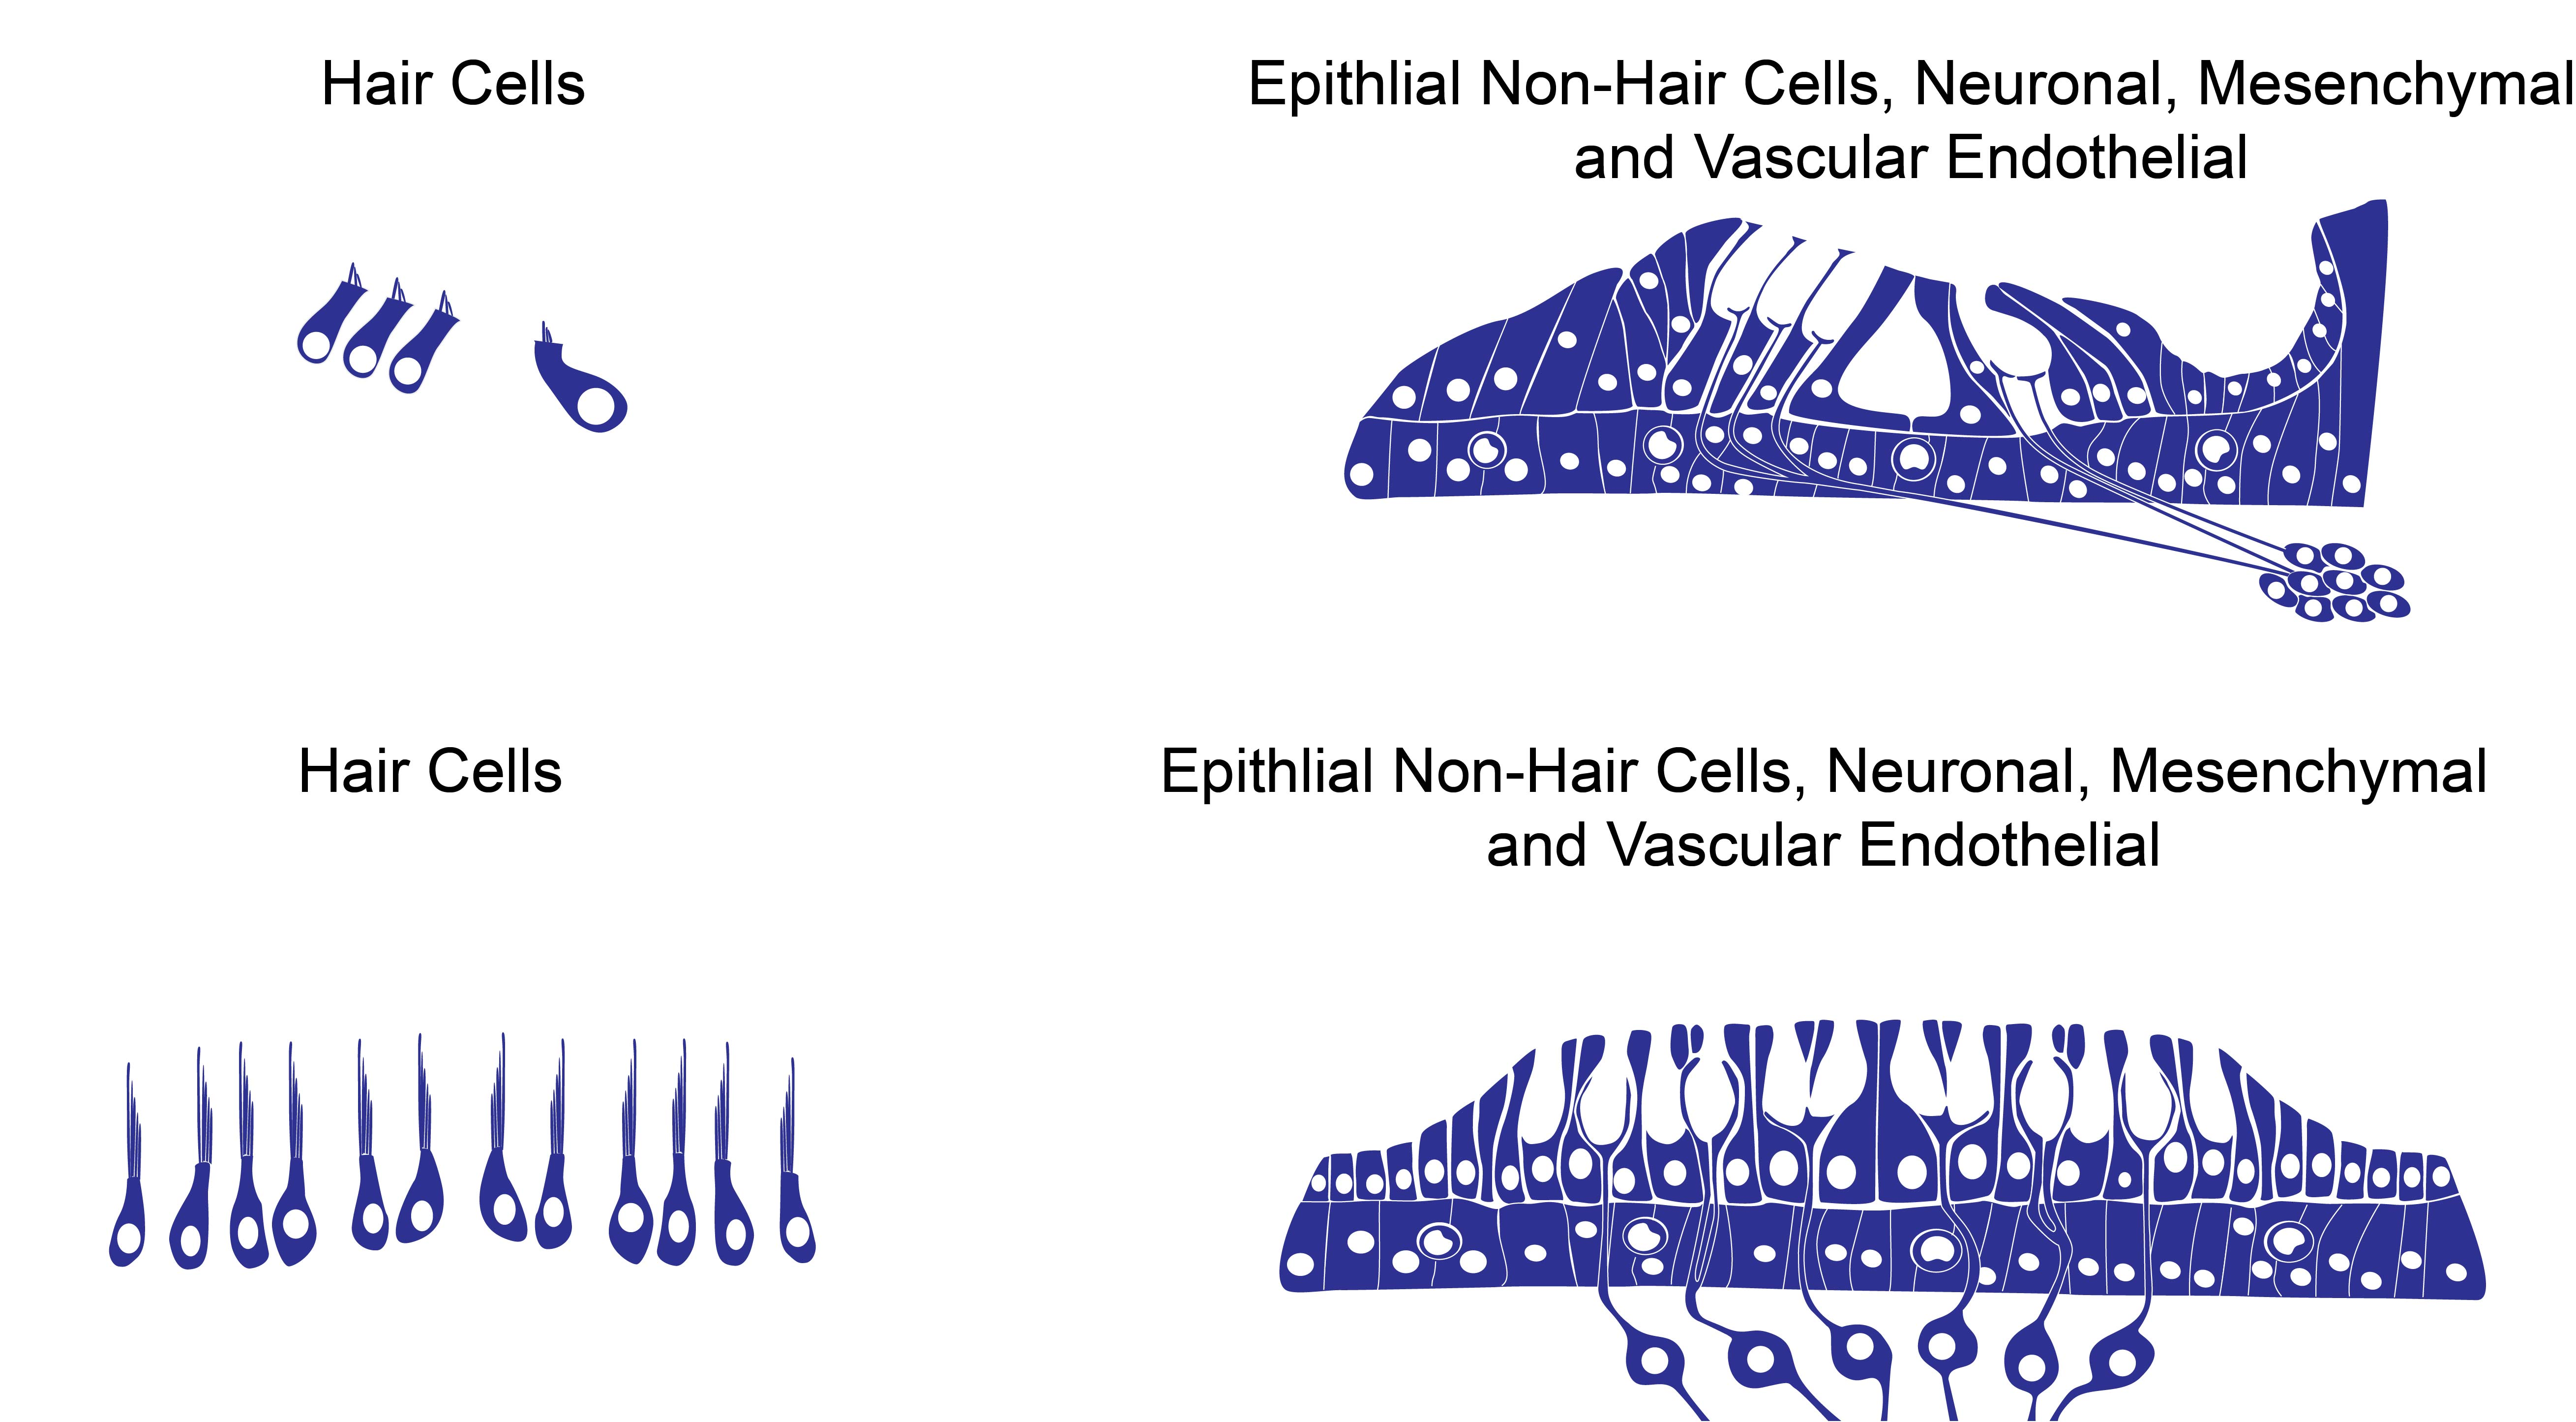 Hair Cells
Epithlial Non-Hair Cells, Neuronal, Mesenchymal
and Vascular Endothelial
Hair Cells
Epithlial Non-Hair Cells, Neuronal, Mesenchymal
and Vascular Endothelial